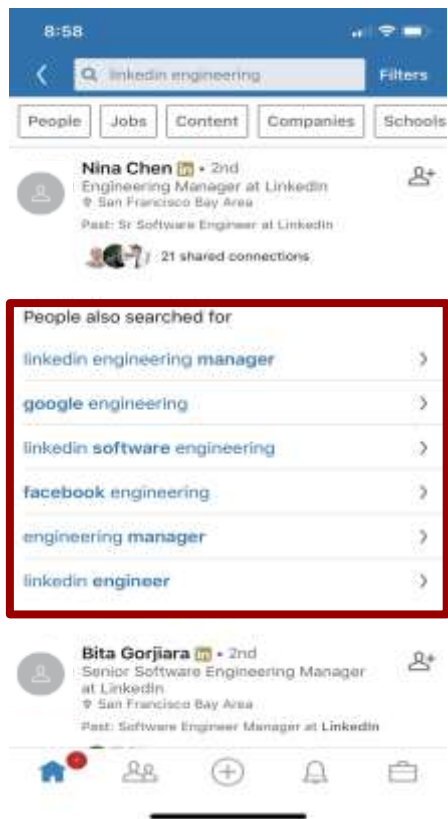 8:58
linkedin engineering
Filters
People
Jobs
Content
Companies
Schools
Nina Chen in • 2nd
Engineering Manager at LinkedIn
San Francisco Bay Area
Past: Sr Software Engineer at LinkedIn
21 shared connections
People also searched for
linkedin engineering manager
google engineering
linkedin software engineering
facebook engineering
engineering manager
linkedin engineer
Bita Gorjiara in • 2nd
Senior Software Engineering Manager
at LinkedIn
San Francisco Bay Area
Past: Software Engineer Manager at LinkedIn